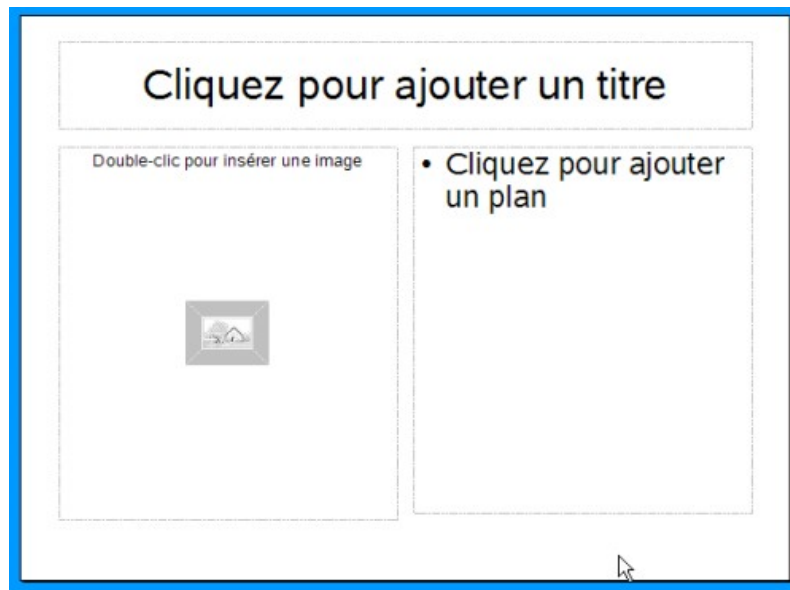 Cliquez pour ajouter un titre
Double-clic pour insérer une image
• Cliquez pour ajouter
un plan